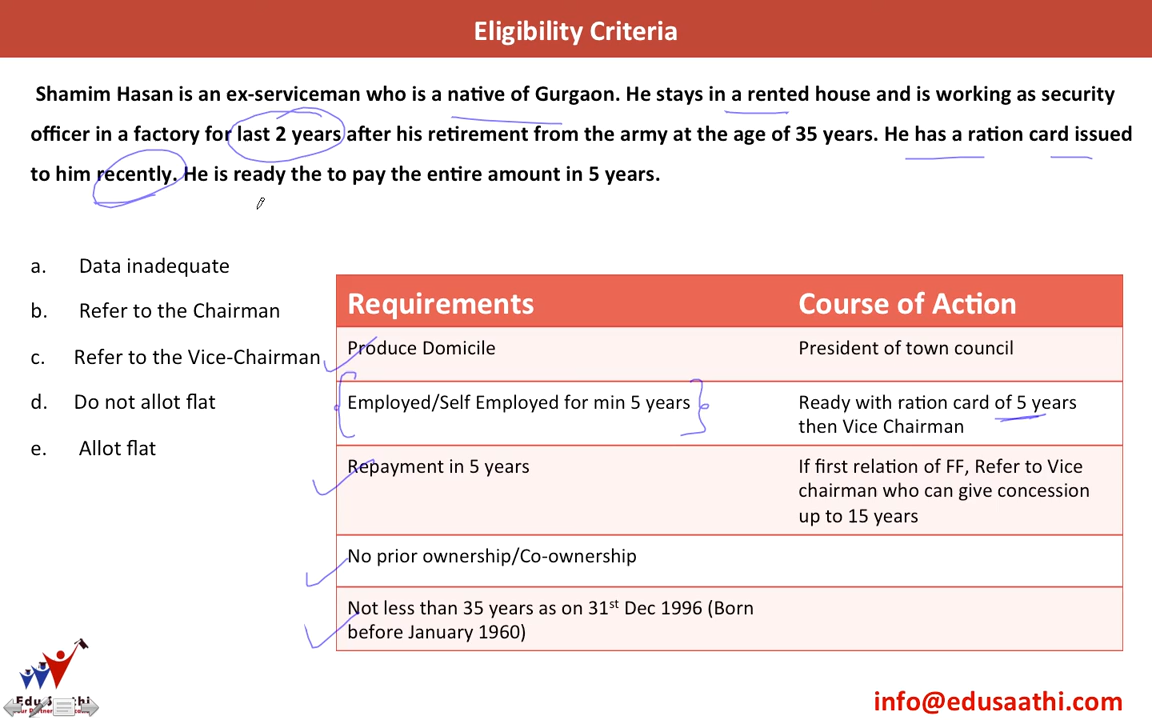 Eligibility Criteria
Shamim Hasan is an ex-serviceman who is a native of Gurgaon. He stays in a rented house and is working as security
officer in a factory for last 2 years after his retirement from the army at the age of 35 years. He has a ration card issued
to him recently. He is ready the to pay the entire amount in 5 years.
a. Data inadequate
b. Refer to the Chairman
c. Refer to the Vice-Chairman
d. Do not allot flat
e. Allot flat
Requirements Course of Action
Produce Domicile President of town council
Employed/Self Employed for min 5 years Ready with ration card of 5 years
then Vice Chairman
Repayment in 5 years If first relation of FF, Refer to Vice
chairman who can give concession
up to 15 years
No prior ownership/Co-ownership
Not less than 35 years as on 31st Dec 1996 (Born
before January 1960)
info@edusaathi.com